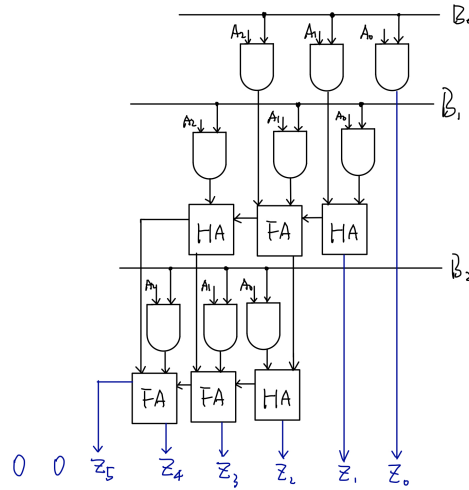 B₀
A₂ A₁ A₀
B₁
A₂ A₁ A₀
HA FA HA
B₂
A₂ A₁ A₀
FA FA HA
0 0 Z₅ Z₄ Z₃ Z₂ Z₁ Z₀